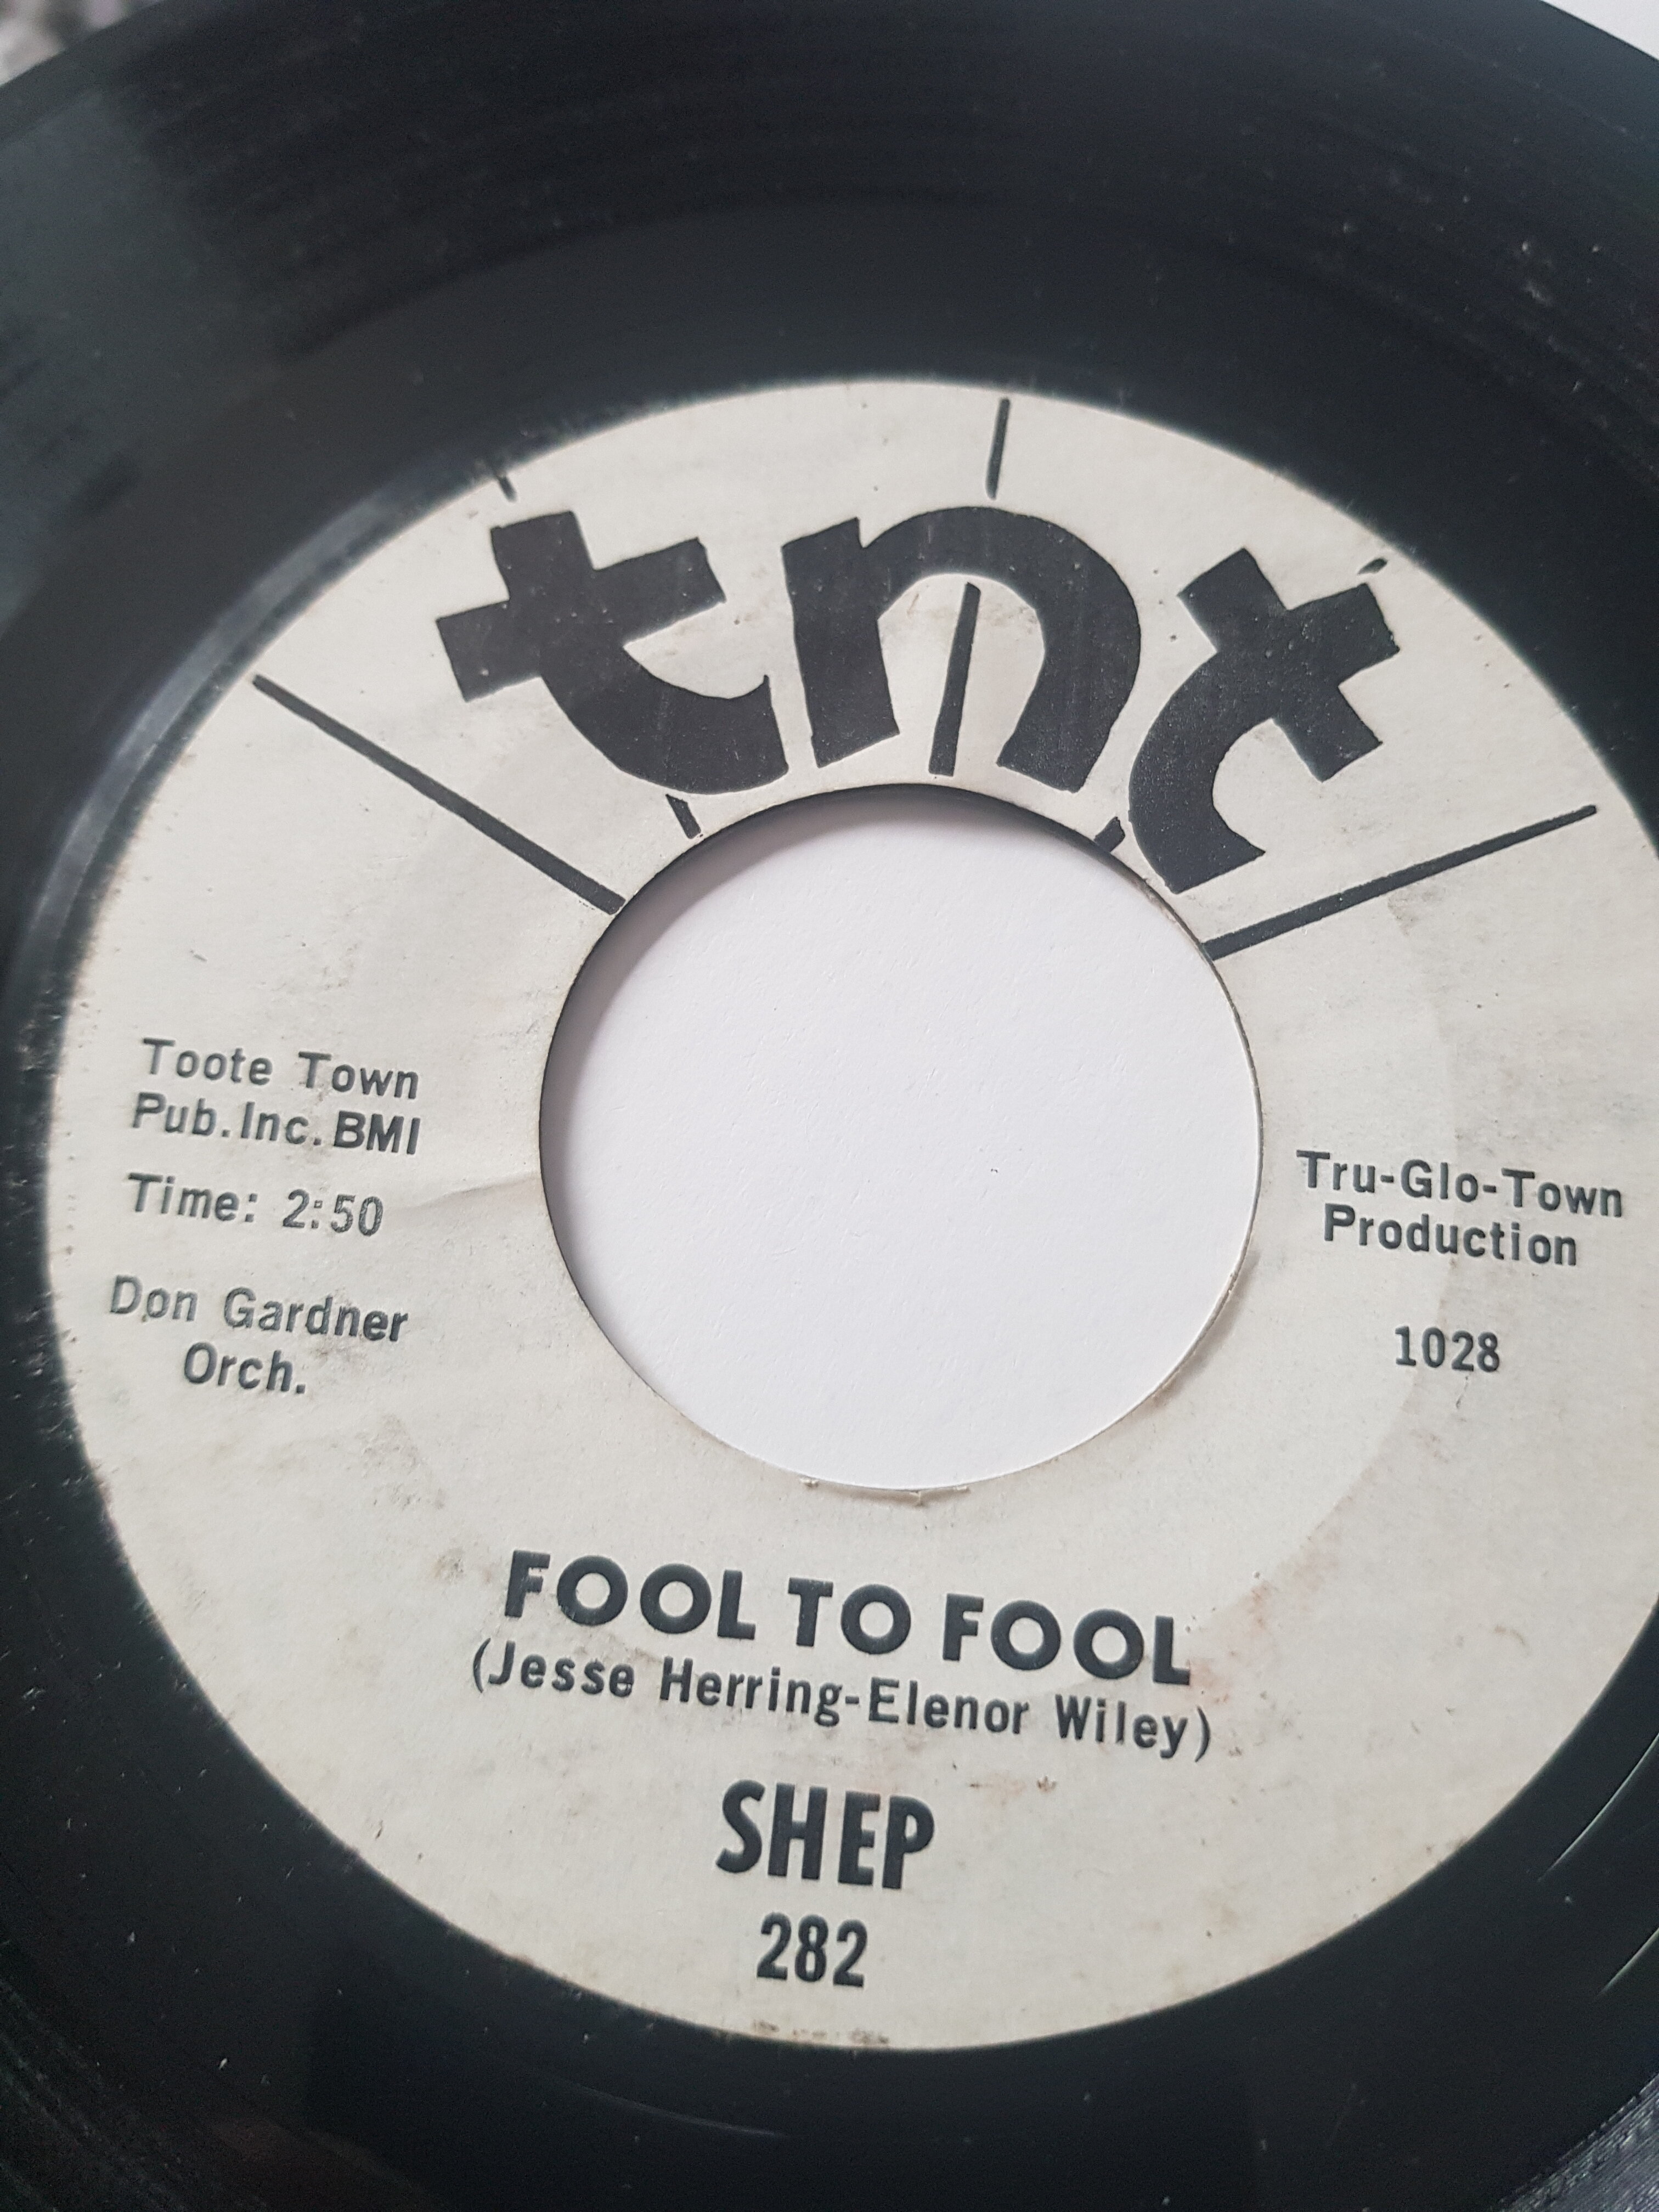 tnt
Toote Town
Pub.Inc.BMI
Time: 2:50
Don Gardner
Orch.
Tru-Glo-Town
Production
1028
FOOL TO FOOL
(Jesse Herring-Elenor Wiley)
SHEP
282